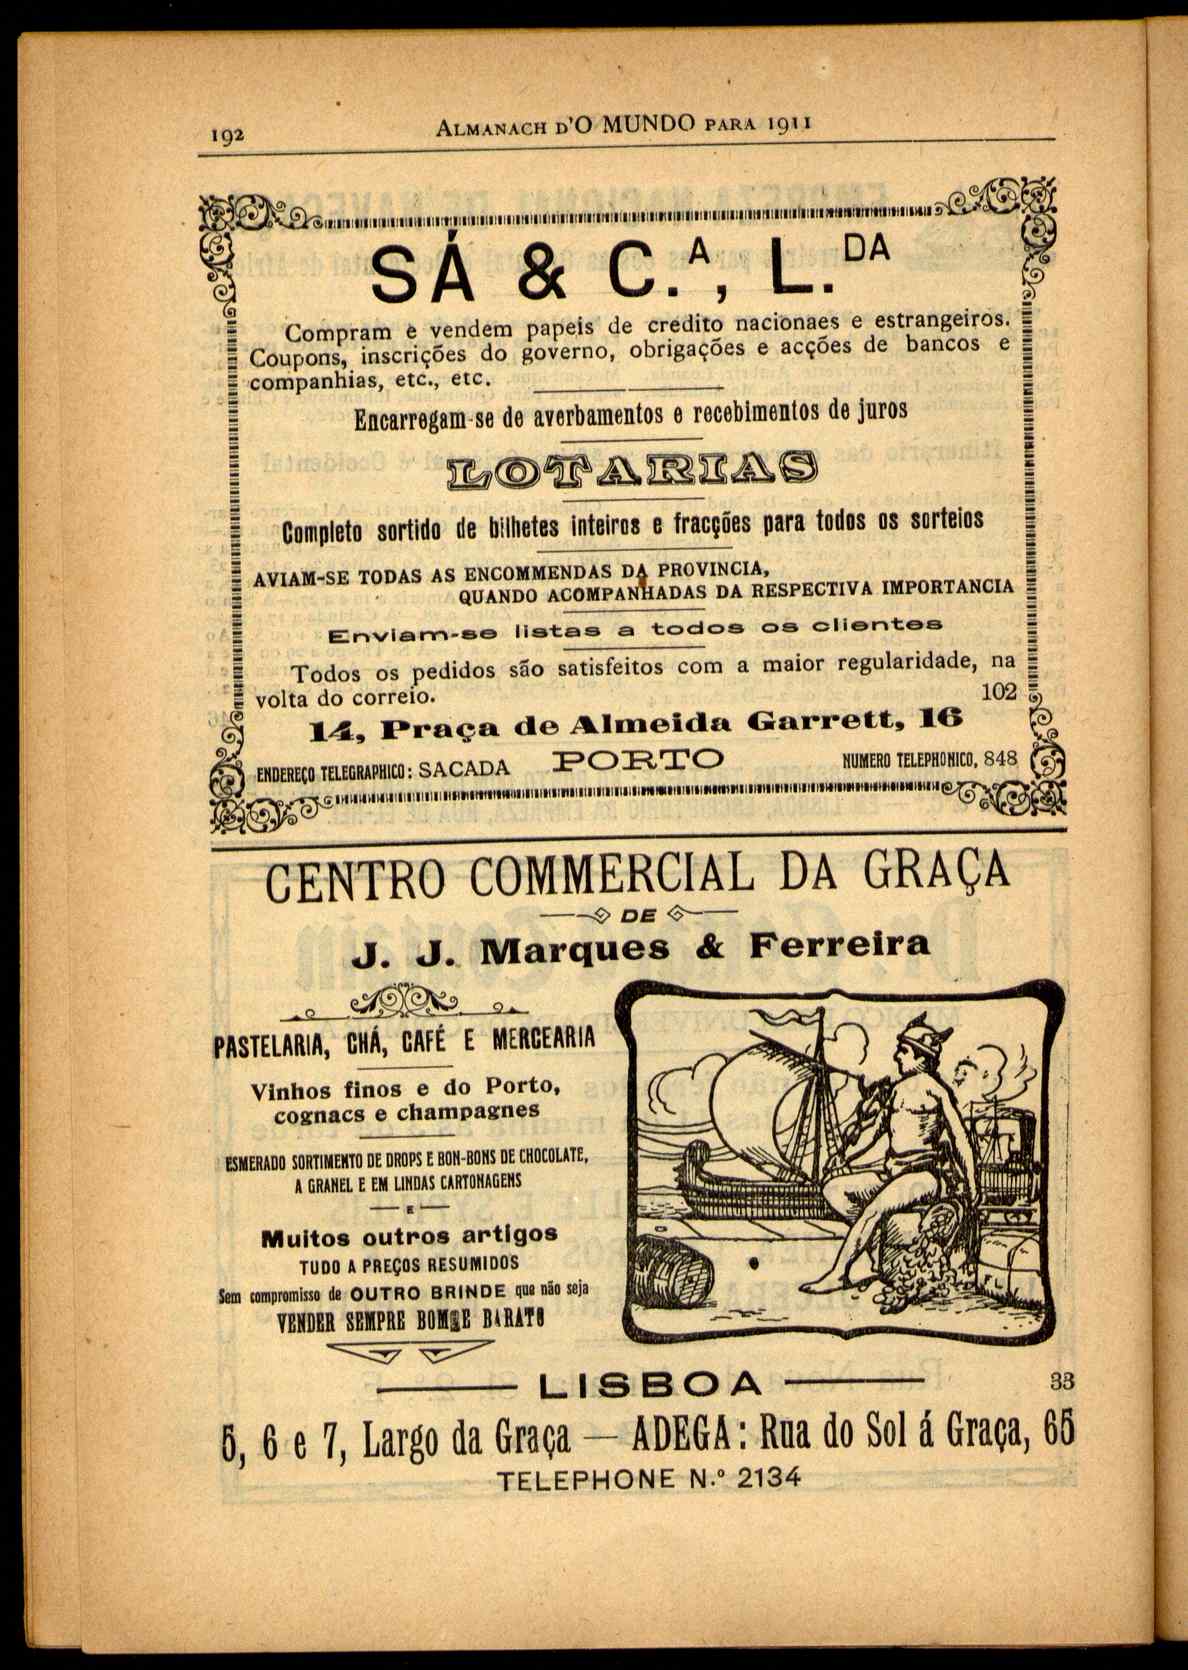 192
ALMANACH D'O MUNDO PARA 1911
SÁ & C.A, L.DA
Compram e vendem papeis de credito nacionaes e estrangeiros.
Coupons, inscrições do governo, obrigações e acções de bancos e
companhias, etc., etc.
Encarregam-se de averbamentos e recebimentos de juros
LOTARIAS
Completo sortido de bilhetes inteiros e fracções para todos os sorteios
AVIAM-SE TODAS AS ENCOMMENDAS DA PROVINCIA,
QUANDO ACOMPANHADAS DA RESPECTIVA IMPORTANCIA
Enviam-se listas a todos os clientes
Todos os pedidos são satisfeitos com a maior regularidade, na
volta do correio. 102
14, Praça de Almeida Garrett, 16
ENDEREÇO TELEGRAPHICO: SACADA PORTO NUMERO TELEPHONICO, 848
CENTRO COMMERCIAL DA GRAÇA
DE
J. J. Marques & Ferreira
PASTELARIA, CHÁ, CAFÉ E MERCEARIA
Vinhos finos e do Porto,
cognacs e champagnes
ESMERADO SORTIMENTO DE DROPS E BON-BONS DE CHOCOLATE,
A GRANEL E EM LINDAS CARTONAGENS
E
Muitos outros artigos
TUDO A PREÇOS RESUMIDOS
Sem compromisso de OUTRO BRINDE que não seja
VENDER SEMPRE BOM E BARATO
LISBOA 33
5, 6 e 7, Largo da Graça — ADEGA: Rua do Sol á Graça, 65
TELEPHONE N.º 2134